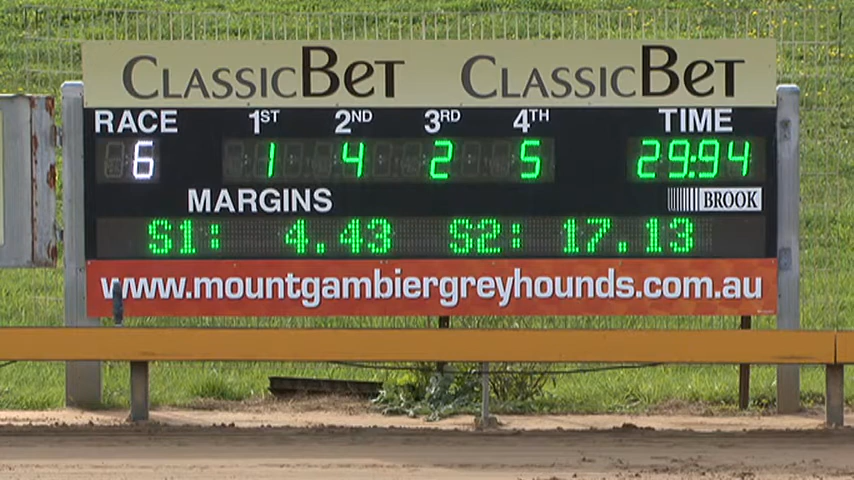 CLASSICBET CLASSICBET
RACE 1ST 2ND 3RD 4TH TIME
6 1 4 2 5 29:94
MARGINS BROOK
S1: 4.43 S2: 17.13
www.mountgambiergreyhounds.com.au